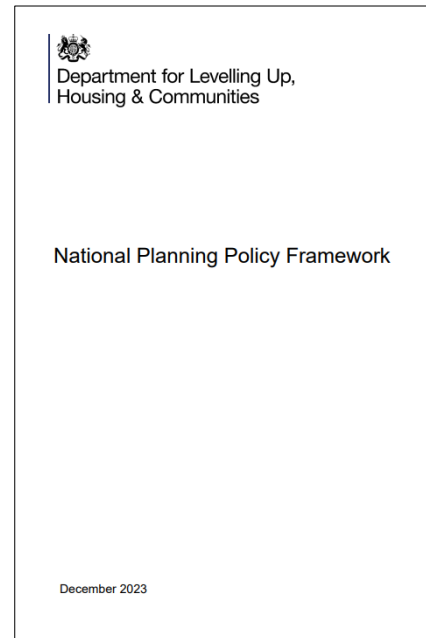 Department for Levelling Up,
Housing & Communities
National Planning Policy Framework
December 2023